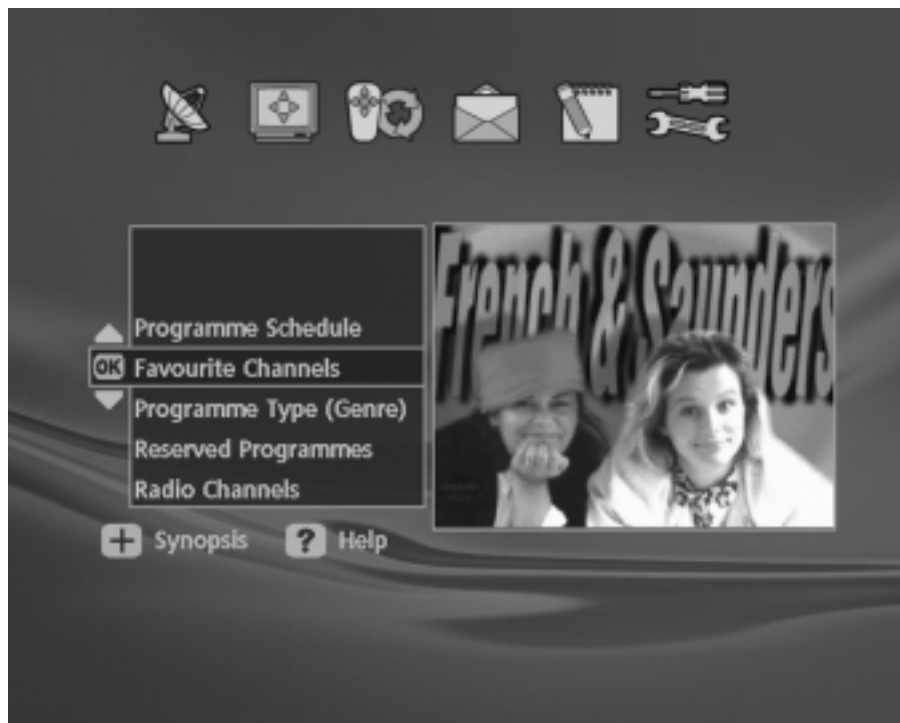 French & Saunders
Programme Schedule
OK Favourite Channels
Programme Type (Genre)
Reserved Programmes
Radio Channels
+ Synopsis ? Help